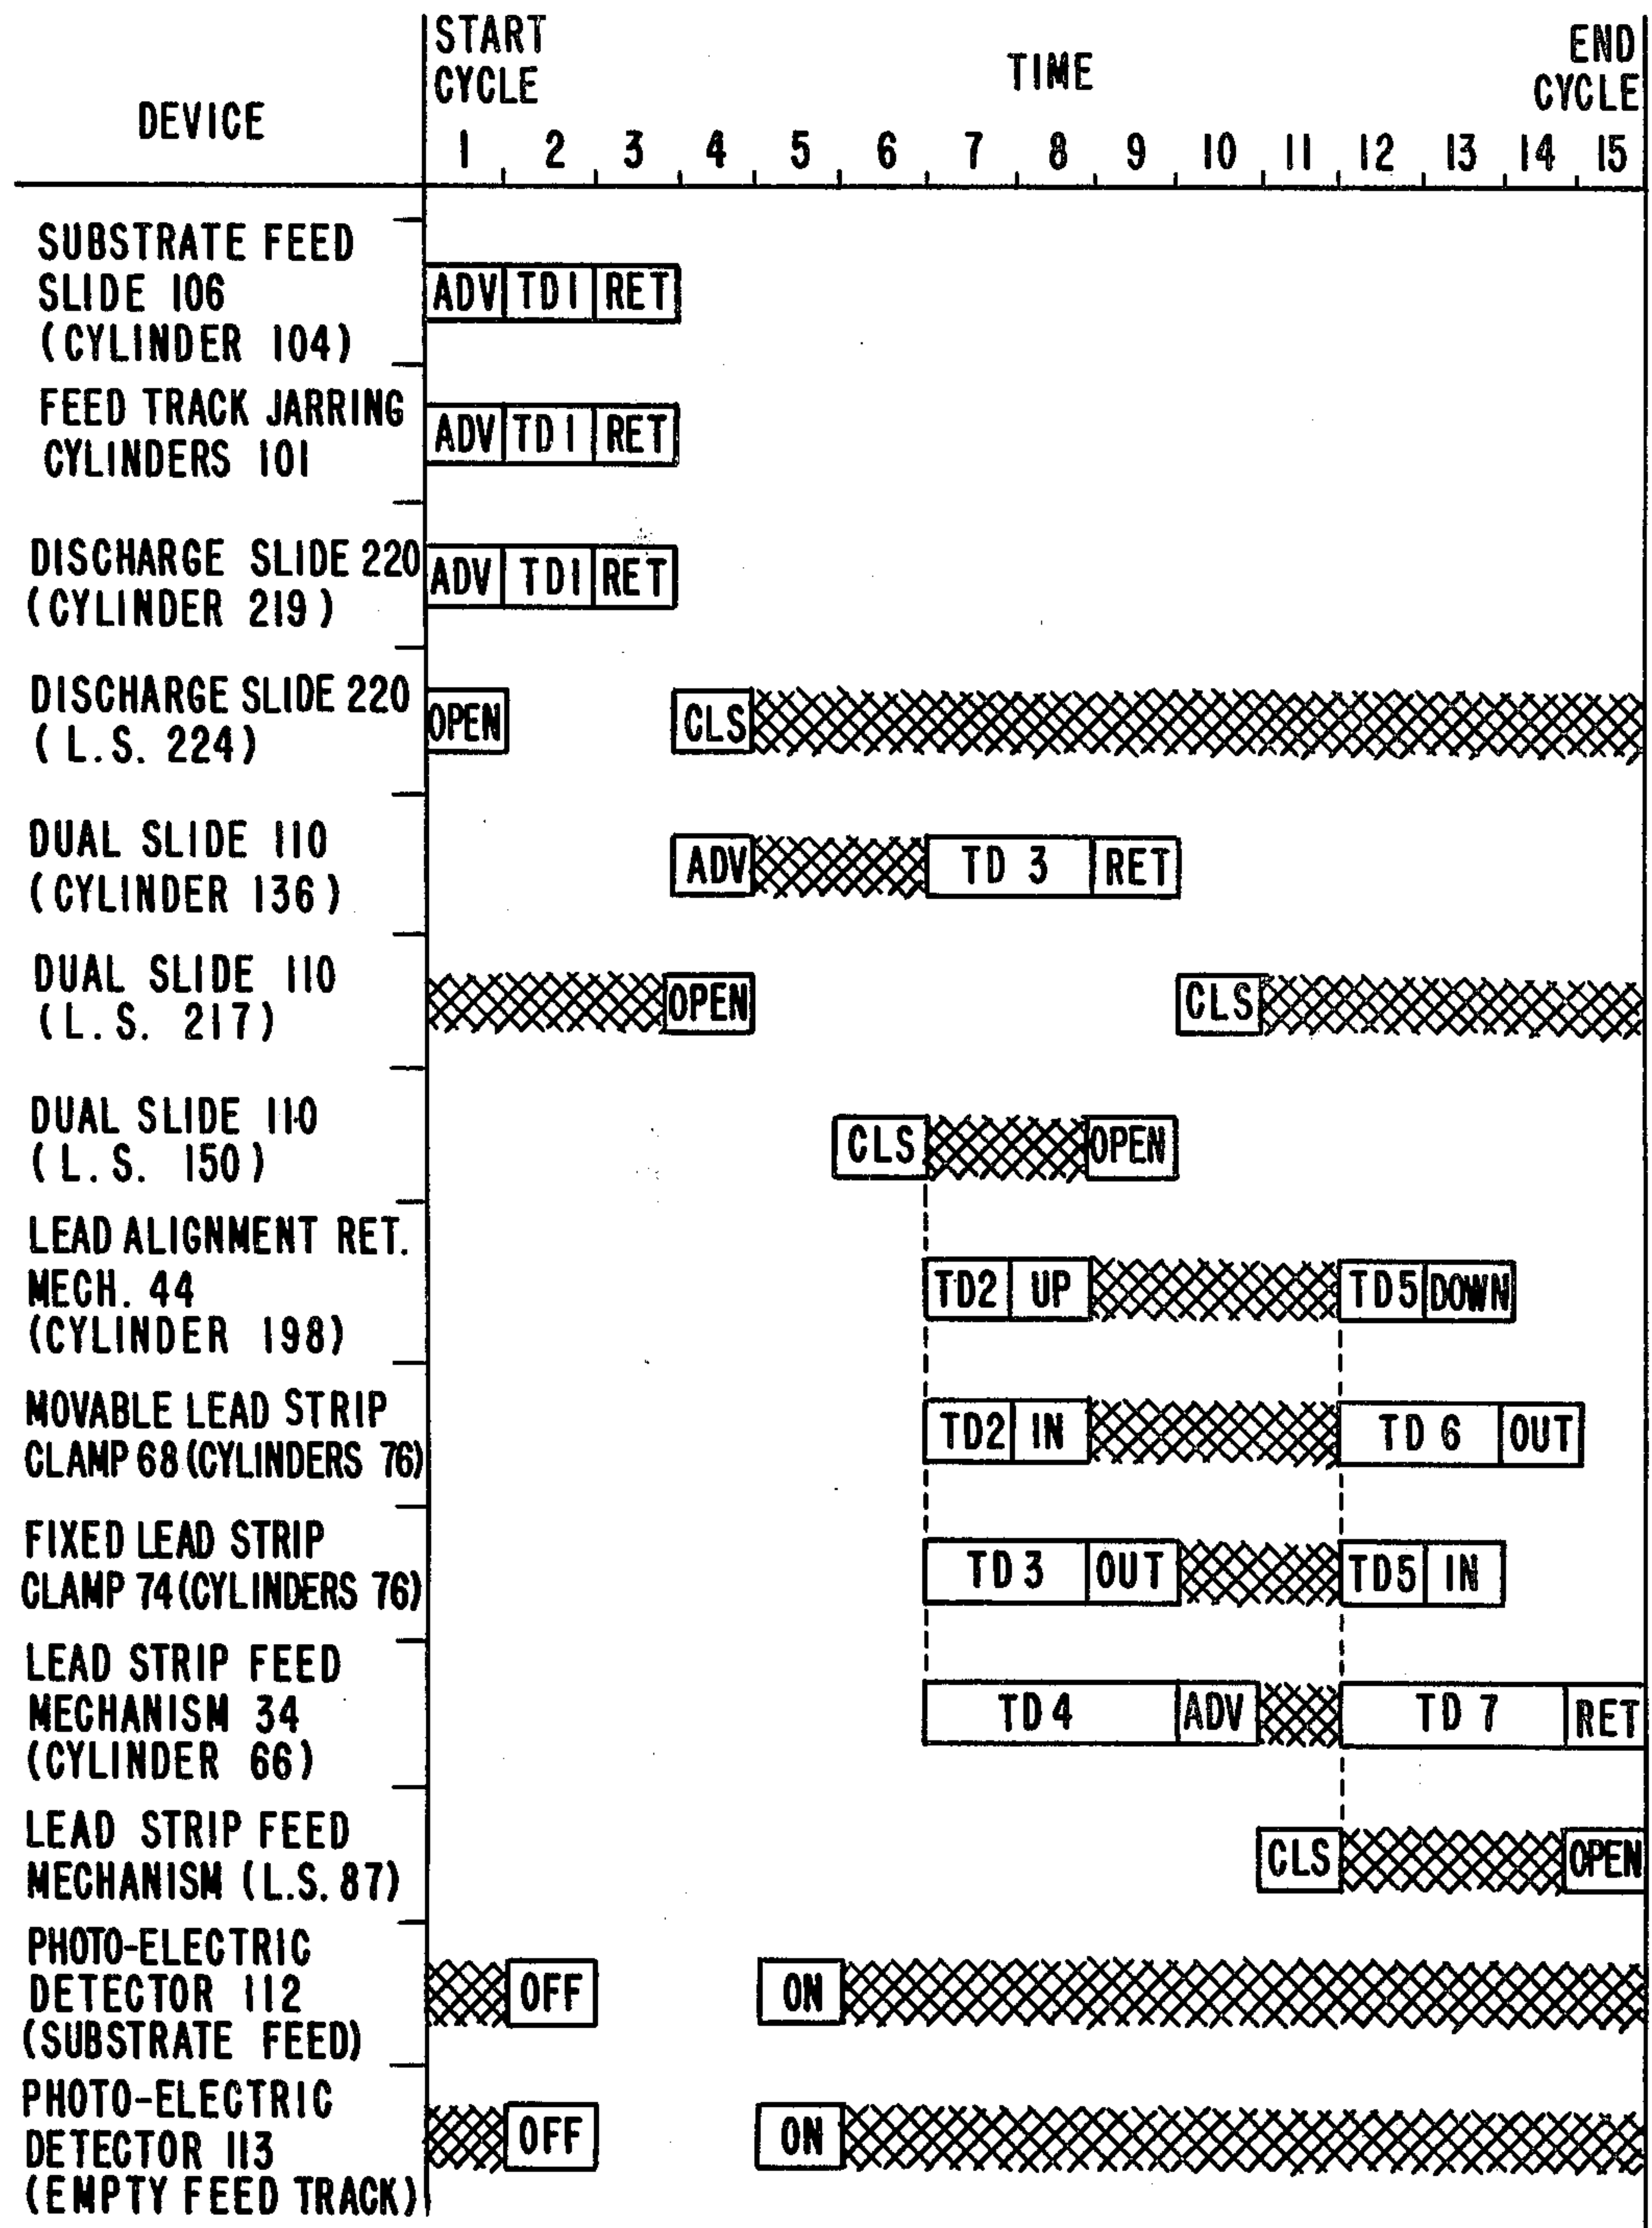 START
CYCLE
TIME
END
CYCLE
DEVICE
1 2 3 4 5 6 7 8 9 10 11 12 13 14 15
SUBSTRATE FEED
SLIDE 106
(CYLINDER 104)
ADV TD1 RET
FEED TRACK JARRING
CYLINDERS 101
ADV TD1 RET
DISCHARGE SLIDE 220
(CYLINDER 219)
ADV TD1 RET
DISCHARGE SLIDE 220
(L.S. 224)
OPEN CLS
DUAL SLIDE 110
(CYLINDER 136)
ADV TD 3 RET
DUAL SLIDE 110
(L.S. 217)
OPEN CLS
DUAL SLIDE 110
(L.S. 150)
CLS OPEN
LEAD ALIGNMENT RET.
MECH. 44
(CYLINDER 198)
TD2 UP TD5 DOWN
MOVABLE LEAD STRIP
CLAMP 68 (CYLINDERS 76)
TD2 IN TD 6 OUT
FIXED LEAD STRIP
CLAMP 74 (CYLINDERS 76)
TD 3 OUT TD5 IN
LEAD STRIP FEED
MECHANISM 34
(CYLINDER 66)
TD 4 ADV TD 7 RET
LEAD STRIP FEED
MECHANISM (L.S. 87)
CLS OPEN
PHOTO-ELECTRIC
DETECTOR 112
(SUBSTRATE FEED)
OFF ON
PHOTO-ELECTRIC
DETECTOR 113
(EMPTY FEED TRACK)
OFF ON